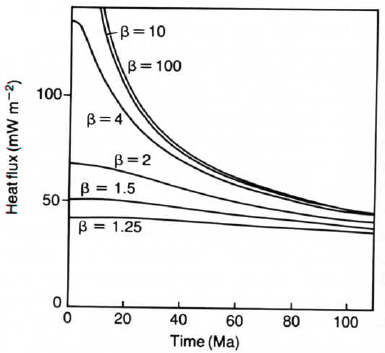 β = 10
β = 100
100
β = 4
β = 2
50
β = 1.5
β = 1.25
0
0 20 40 60 80 100
Time (Ma)
Heat flux (mW m⁻²)